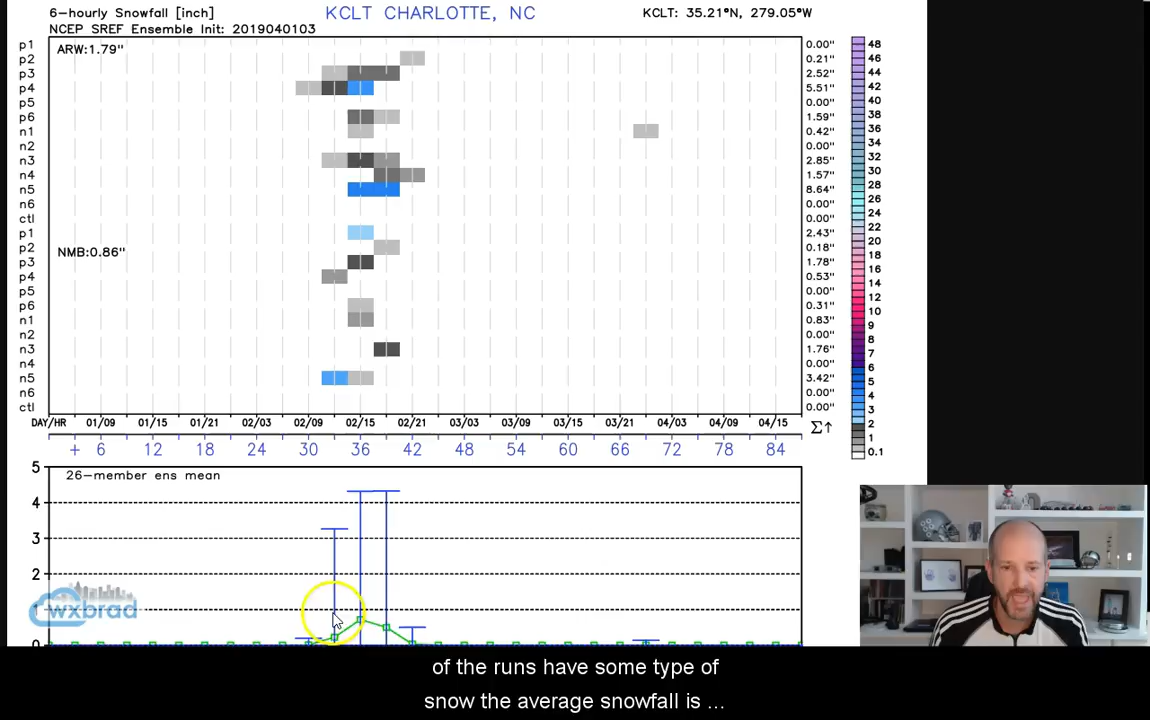 6-hourly Snowfall [inch]
KCLT CHARLOTTE, NC
KCLT: 35.21°N, 279.05°W
NCEP SREF Ensemble Init: 2019040103
ARW:1.79"
p1 0.00"
p2 0.21"
p3 2.52"
p4 5.51"
p5 0.00"
p6 1.59"
n1 0.42"
n2 0.00"
n3 2.85"
n4 1.57"
n5 8.64"
n6 0.00"
ctl 0.00"
p1 2.43"
p2 0.18"
NMB:0.86"
p3 1.78"
p4 0.53"
p5 0.00"
p6 0.31"
n1 0.83"
n2 0.00"
n3 1.76"
n4 0.00"
n5 3.42"
n6 0.00"
ctl 0.00"
48
46
44
42
40
38
36
34
32
30
28
26
24
22
20
18
16
14
12
10
9
8
7
6
5
4
3
2
1
0.1
DAY/HR 01/09 01/15 01/21 02/03 02/09 02/15 02/21 03/03 03/09 03/15 03/21 04/03 04/09 04/15 Σ↑
+ 6 12 18 24 30 36 42 48 54 60 66 72 78 84
26-member ens mean
5
4
3
2
1
0
wxbrad
of the runs have some type of
snow the average snowfall is ...